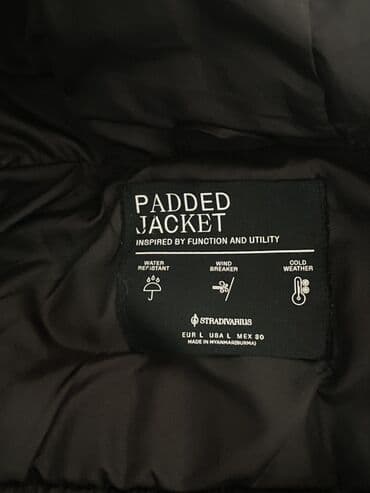 PADDED
JACKET
INSPIRED BY FUNCTION AND UTILITY
WATER WIND COLD
RESISTANT BREAKER WEATHER
STRADIVARIUS
EUR L USA L MEX 30
MADE IN MYANMAR(BURMA)